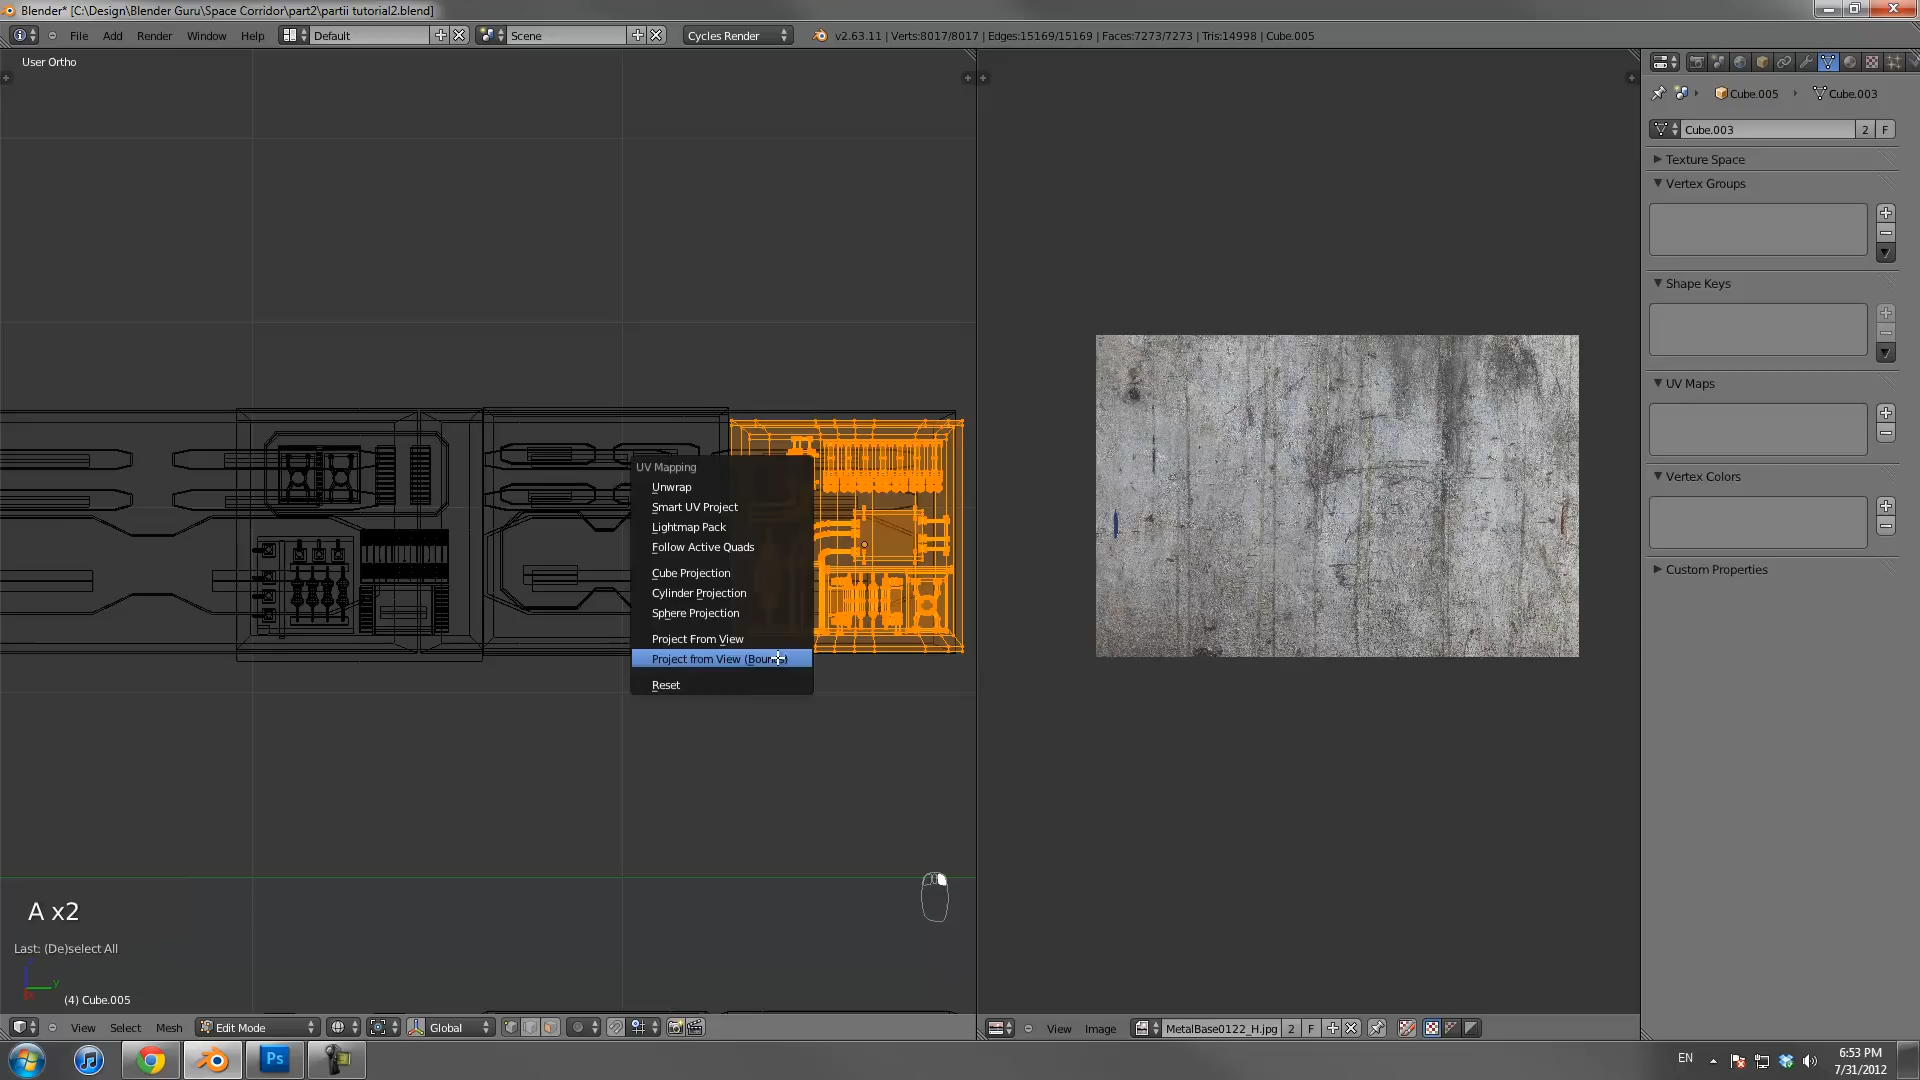 Blender* [C:\Design\Blender Guru\Space Corridor\part2\partii tutorial2.blend]
File Add Render Window Help Default Scene Cycles Render v2.63.11 | Verts:8017/8017 | Edges:15169/15169 | Faces:7273/7273 | Tris:14998 | Cube.005
User Ortho
Cube.005 Cube.003
Cube.003 2 F
Texture Space
Vertex Groups
Shape Keys
UV Maps
Vertex Colors
Custom Properties
UV Mapping
Unwrap
Smart UV Project
Lightmap Pack
Follow Active Quads
Cube Projection
Cylinder Projection
Sphere Projection
Project From View
Project from View
Reset
A x2
Last: (De)select All
y
(4) Cube.005
View Select Mesh Edit Mode Global
View Image MetalBase0122_H.jpg 2 F
Ps
EN
6:53 PM
7/31/2012